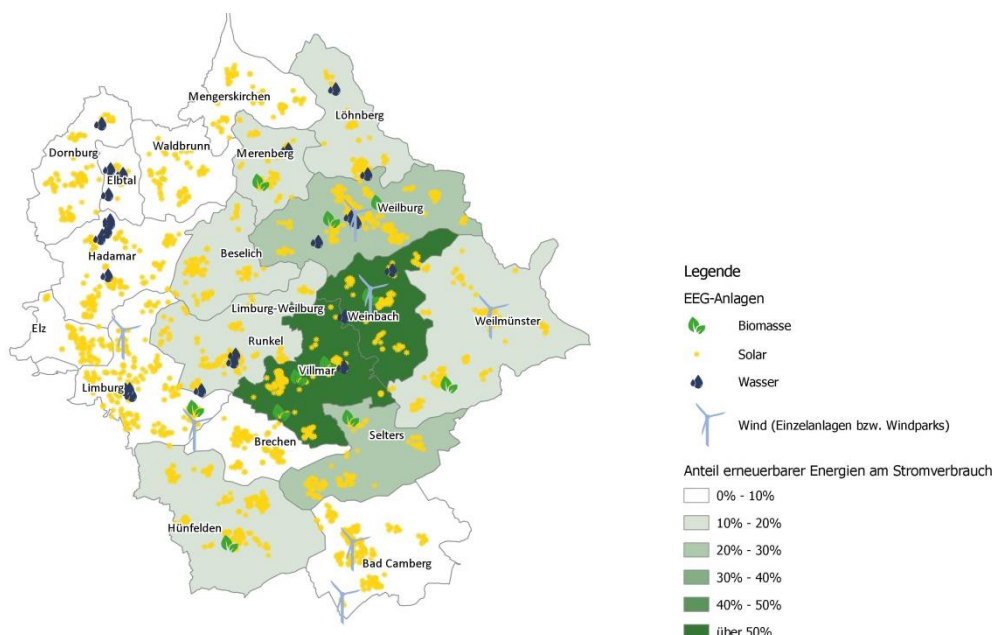 Mengerskirchen
Löhnberg
Dornburg
Waldbrunn
Merenberg
Elbtal
Weilburg
Beselich
Hadamar
Limburg-Weilburg
Weinbach
Weilmünster
Elz
Runkel
Villmar
Limburg
Selters
Brechen
Hünfelden
Bad Camberg
Legende
EEG-Anlagen
Biomasse
Solar
Wasser
Wind (Einzelanlagen bzw. Windparks)
Anteil erneuerbarer Energien am Stromverbrauch
0% - 10%
10% - 20%
20% - 30%
30% - 40%
40% - 50%
über 50%